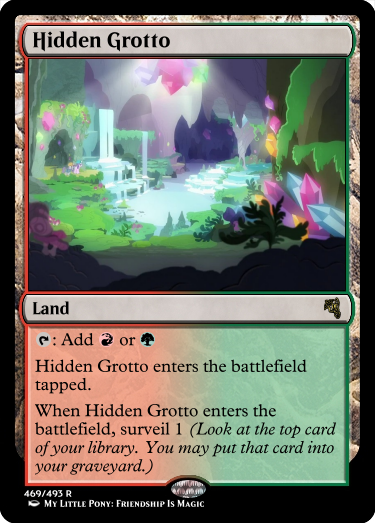 Hidden Grotto
Land
: Add or
Hidden Grotto enters the battlefield
tapped.
When Hidden Grotto enters the
battlefield, surveil 1 (Look at the top card
of your library. You may put that card into
your graveyard.)
469/493 R
My Little Pony: Friendship Is Magic